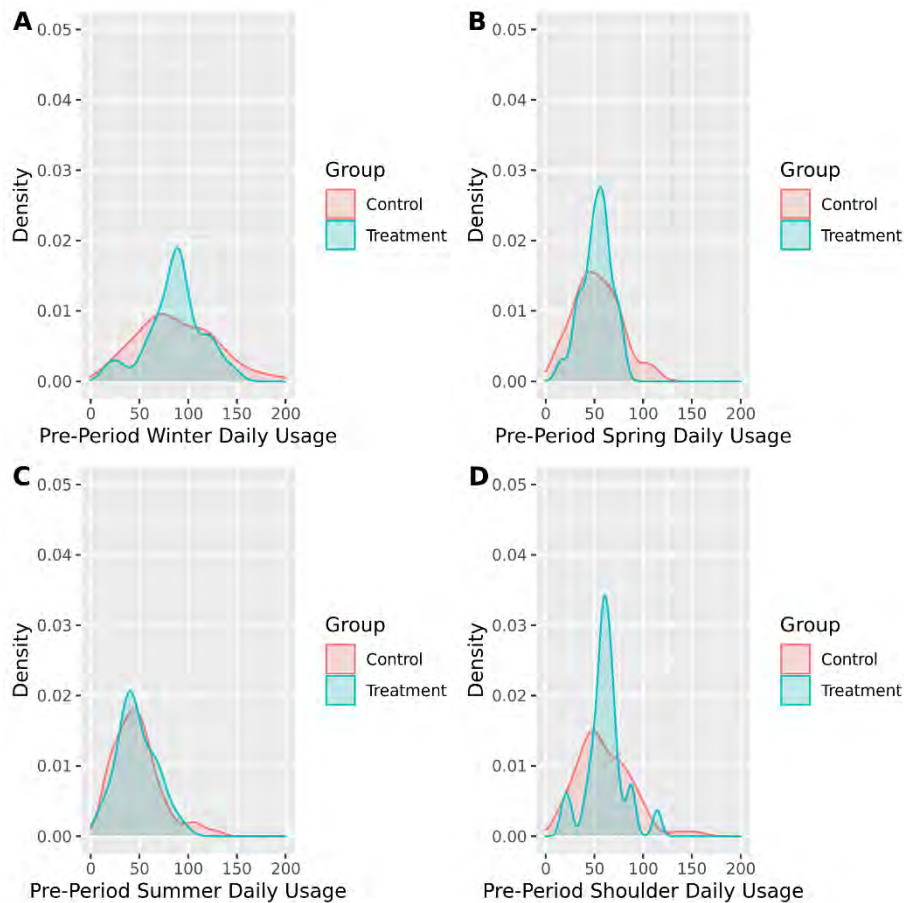 A
0.05
0.04
0.03
0.02
0.01
0.00
Density
0 50 100 150 200
Pre-Period Winter Daily Usage
Group
Control
Treatment
B
0.05
0.04
0.03
0.02
0.01
0.00
Density
0 50 100 150 200
Pre-Period Spring Daily Usage
Group
Control
Treatment
C
0.05
0.04
0.03
0.02
0.01
0.00
Density
0 50 100 150 200
Pre-Period Summer Daily Usage
Group
Control
Treatment
D
0.05
0.04
0.03
0.02
0.01
0.00
Density
0 50 100 150 200
Pre-Period Shoulder Daily Usage
Group
Control
Treatment